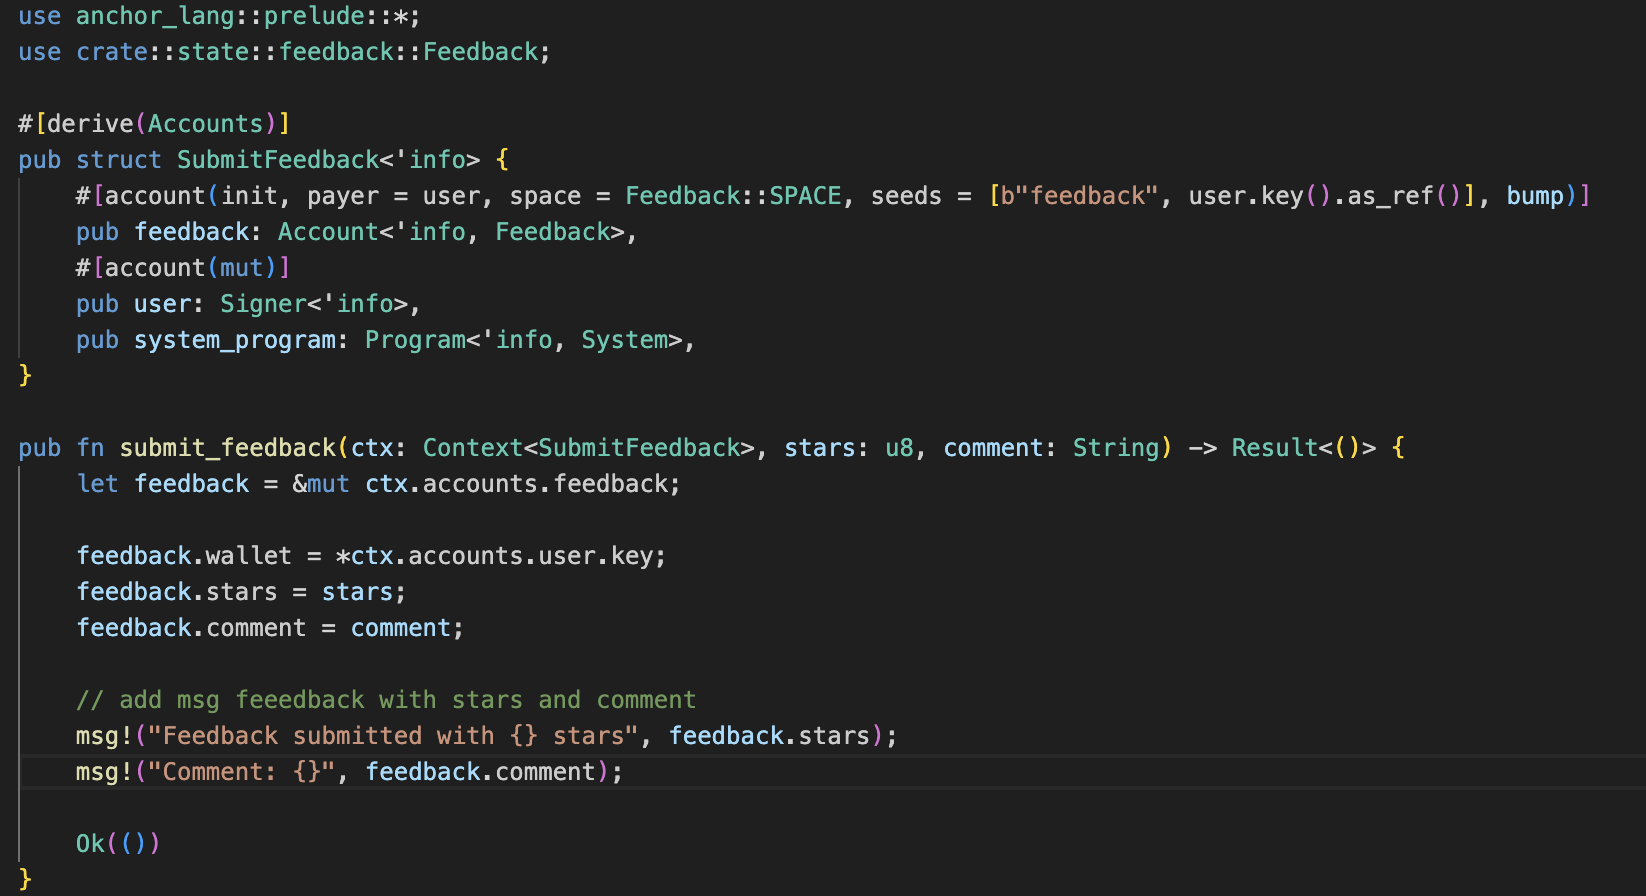 use anchor_lang::prelude::*;
use crate::state::feedback::Feedback;

#[derive(Accounts)]
pub struct SubmitFeedback<'info> {
    #[account(init, payer = user, space = Feedback::SPACE, seeds = [b"feedback", user.key().as_ref()], bump)]
    pub feedback: Account<'info, Feedback>,
    #[account(mut)]
    pub user: Signer<'info>,
    pub system_program: Program<'info, System>,
}

pub fn submit_feedback(ctx: Context<SubmitFeedback>, stars: u8, comment: String) -> Result<()> {
    let feedback = &mut ctx.accounts.feedback;

    feedback.wallet = *ctx.accounts.user.key;
    feedback.stars = stars;
    feedback.comment = comment;

    // add msg feeedback with stars and comment
    msg!("Feedback submitted with {} stars", feedback.stars);
    msg!("Comment: {}", feedback.comment);

    Ok(())
}